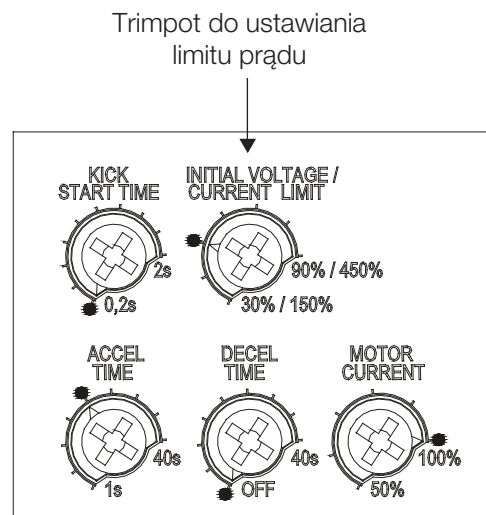 Trimpot do ustawiania
limitu prądu
KICK
START TIME
2s
0,2s
INITIAL VOLTAGE /
CURRENT LIMIT
90% / 450%
30% / 150%
ACCEL
TIME
40s
1s
DECEL
TIME
40s
OFF
MOTOR
CURRENT
100%
50%